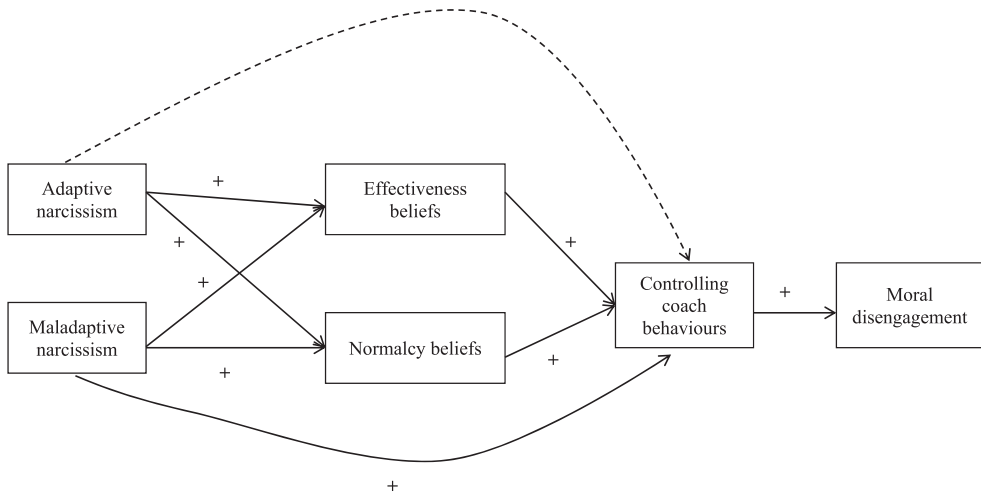 +
Adaptive
narcissism
Effectiveness
beliefs
+
+
+
Controlling
coach
behaviours
+
Moral
disengagement
Maladaptive
narcissism
Normalcy beliefs
+
+
+